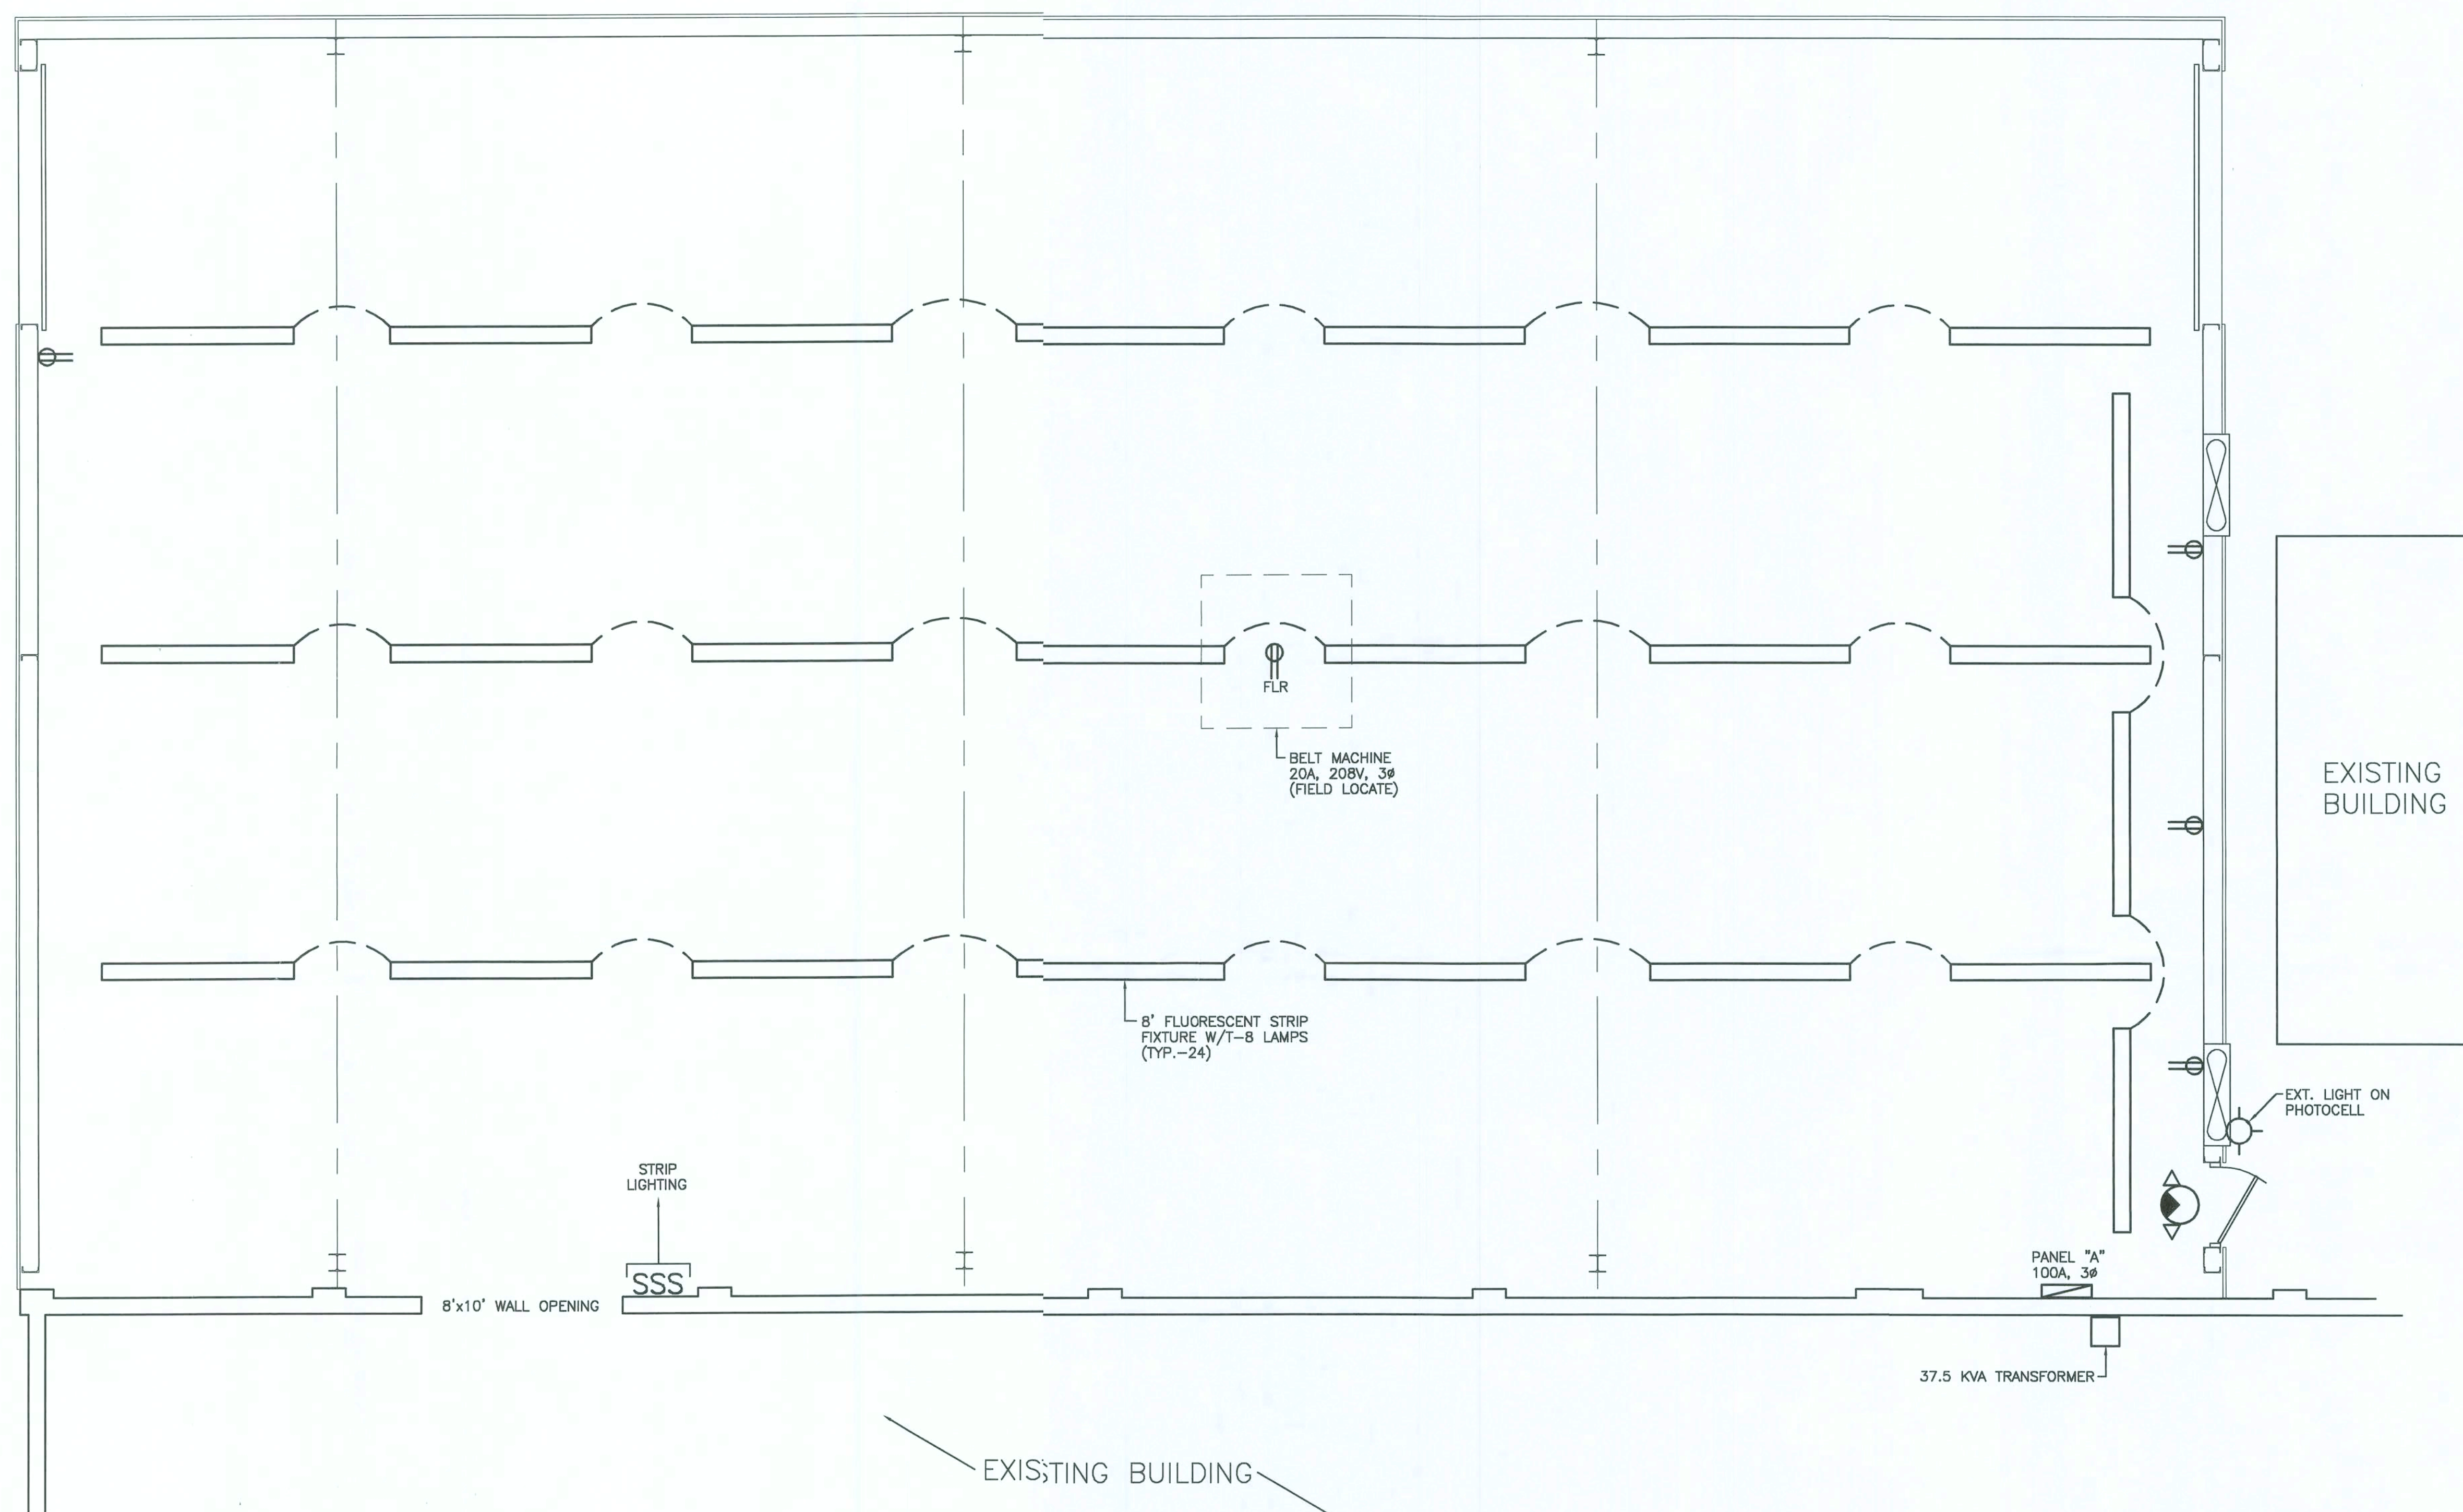 FLR
BELT MACHINE
20A, 208V, 3ø
(FIELD LOCATE)
EXISTING
BUILDING
8' FLUORESCENT STRIP
FIXTURE W/T-8 LAMPS
(TYP.-24)
EXT. LIGHT ON
PHOTOCELL
STRIP
LIGHTING
SSS
PANEL "A"
100A, 3ø
8'x10' WALL OPENING
37.5 KVA TRANSFORMER
EXISTING BUILDING